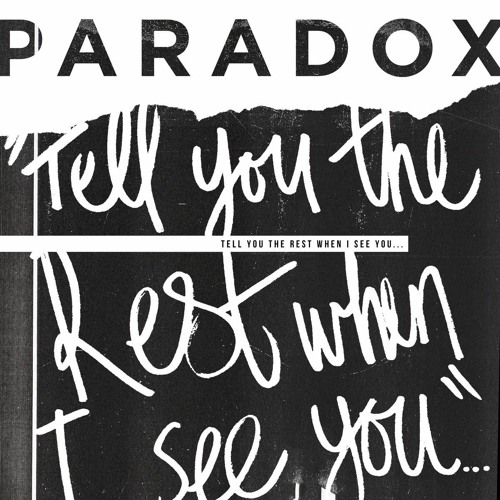 PARADOX
"Tell you the
TELL YOU THE REST WHEN I SEE YOU...
Rest when
I see you"...